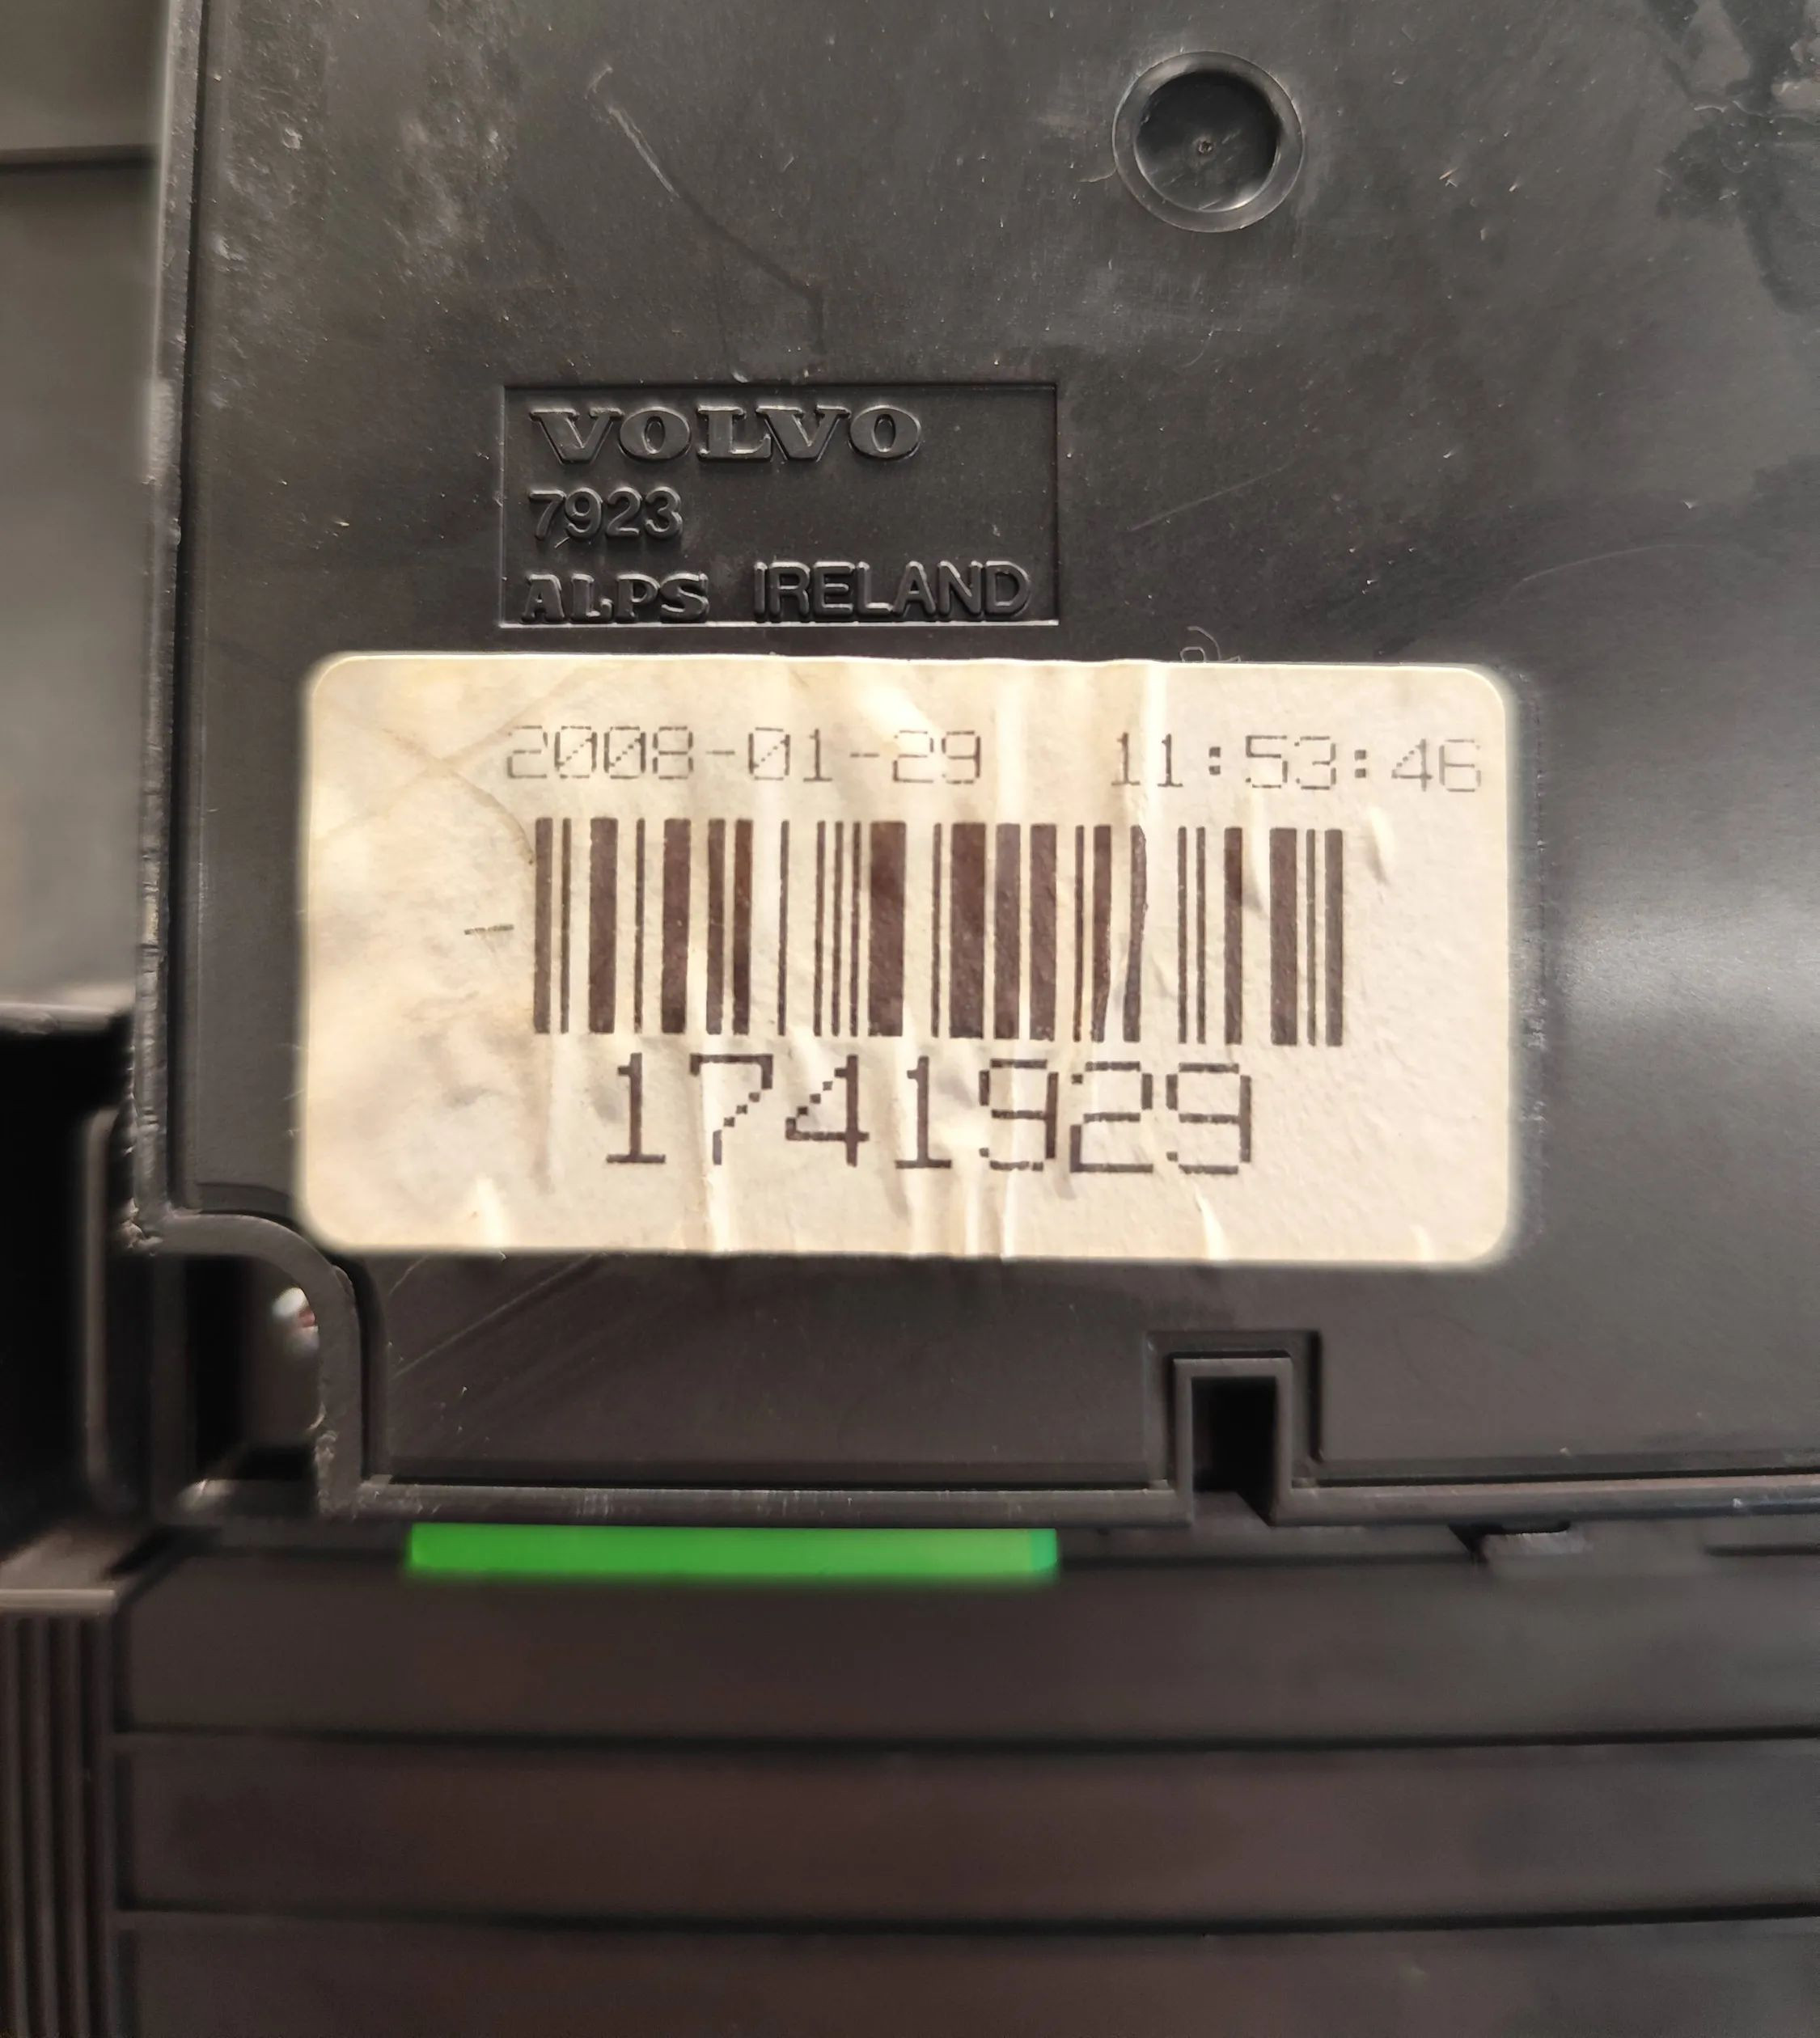 VOLVO
7923
ALPS IRELAND
2008-01-29 11:53:46
1741929